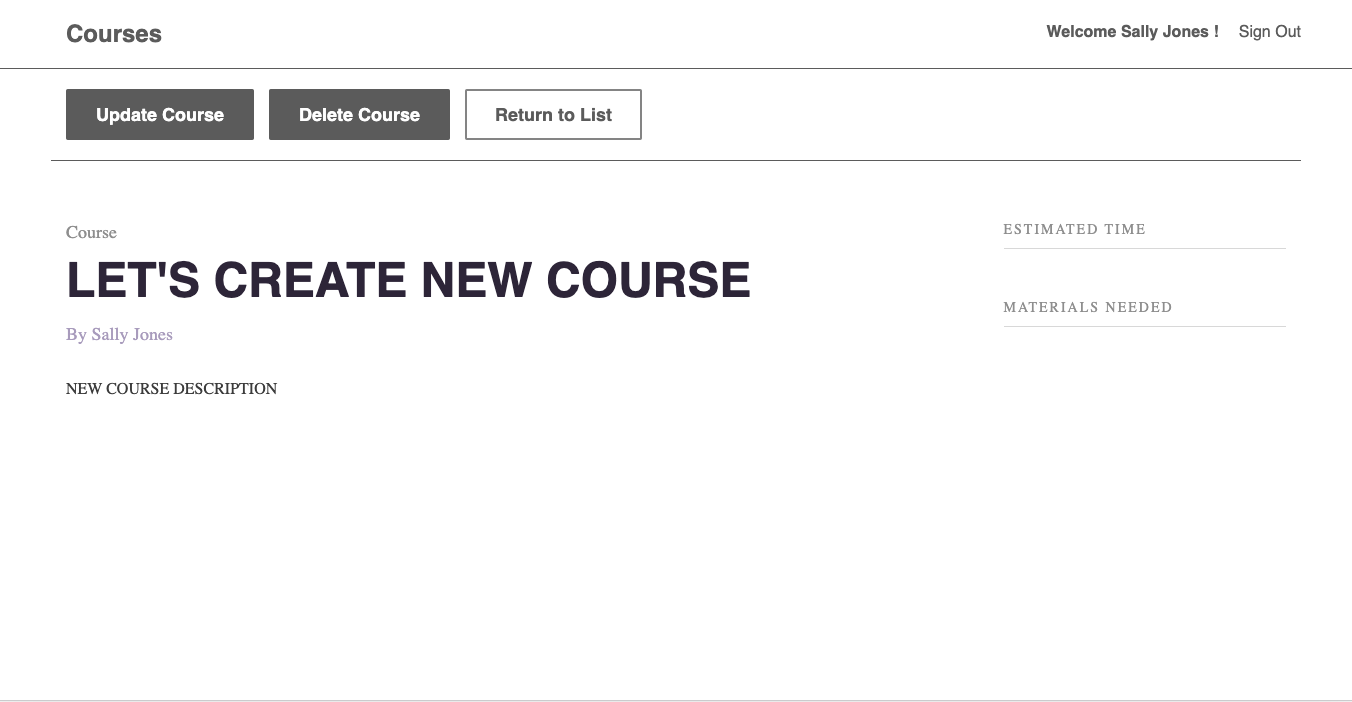 Courses
Welcome Sally Jones ! Sign Out
Update Course Delete Course Return to List
Course
LET'S CREATE NEW COURSE
By Sally Jones
NEW COURSE DESCRIPTION
ESTIMATED TIME
MATERIALS NEEDED